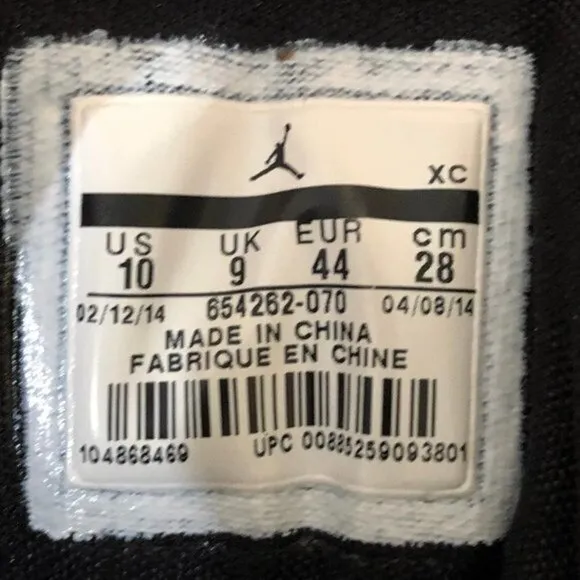 XC
US UK EUR cm
10 9 44 28
02/12/14 654262-070 04/08/14
MADE IN CHINA
FABRIQUE EN CHINE
104868469 UPC 00885259093801